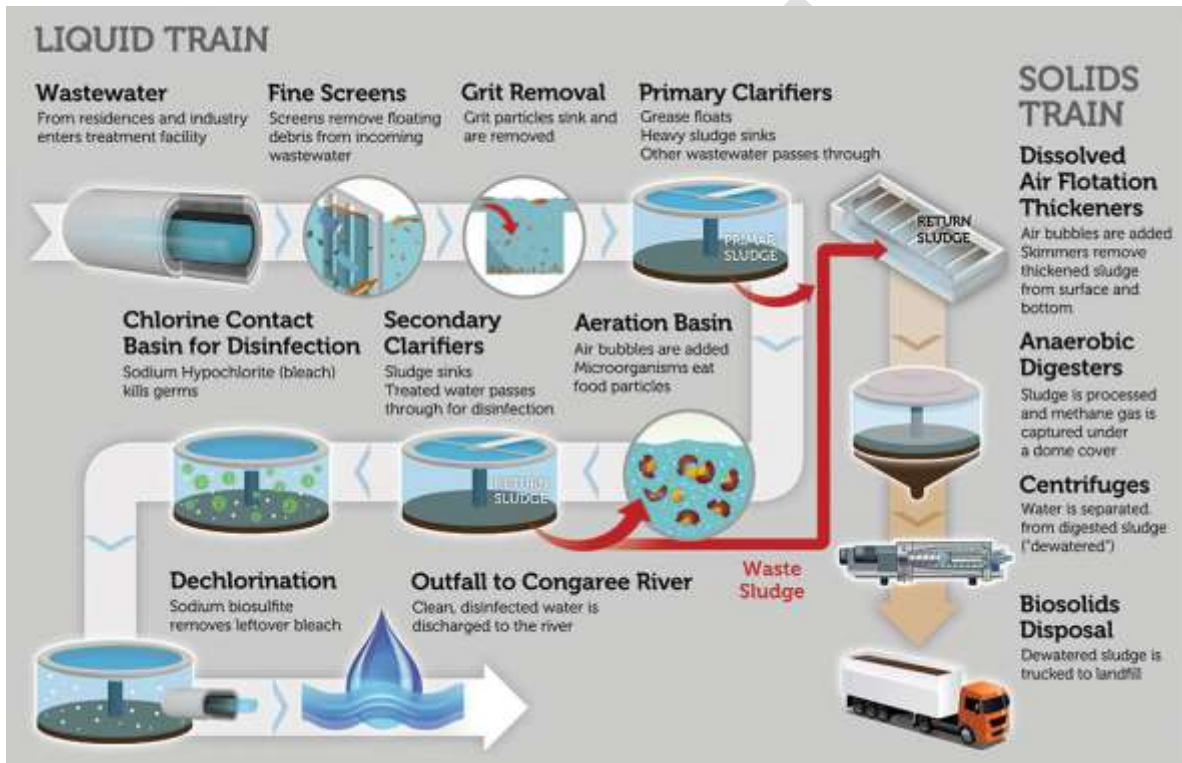 LIQUID TRAIN
Wastewater
From residences and industry
enters treatment facility
Fine Screens
Screens remove floating
debris from incoming
wastewater
Grit Removal
Grit particles sink and
are removed
Primary Clarifiers
Grease floats
Heavy sludge sinks
Other wastewater passes through
PRIMAR
SLUDGE
RETURN
SLUDGE
Chlorine Contact
Basin for Disinfection
Sodium Hypochlorite (bleach)
kills germs
Secondary
Clarifiers
Sludge sinks
Treated water passes
through for disinfection
Aeration Basin
Air bubbles are added
Microorganisms eat
food particles
RETURN
SLUDGE
Waste
Sludge
Dechlorination
Sodium biosulfite
removes leftover bleach
Outfall to Congaree River
Clean, disinfected water is
discharged to the river
SOLIDS
TRAIN
Dissolved
Air Flotation
Thickeners
Air bubbles are added
Skimmers remove
thickened sludge
from surface and
bottom
Anaerobic
Digesters
Sludge is processed
and methane gas is
captured under
a dome cover
Centrifuges
Water is separated
from digested sludge
("dewatered")
Biosolids
Disposal
Dewatered sludge is
trucked to landfill